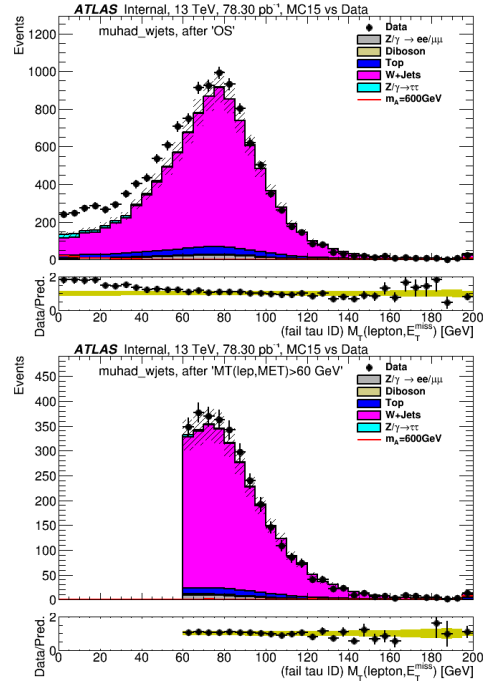 ATLAS Internal, 13 TeV, 78.30 pb⁻¹, MC15 vs Data
Events
muhad_wjets, after 'OS'
Data
Z/γ → ee/μμ
Diboson
Top
W+Jets
Z/γ→ττ
m_A=600GeV
1200
1000
800
600
400
200
0
Data/Pred.
2
1
0
0 20 40 60 80 100 120 140 160 180 200
(fail tau ID) M_T(lepton,E_T^miss) [GeV]
ATLAS Internal, 13 TeV, 78.30 pb⁻¹, MC15 vs Data
Events
muhad_wjets, after 'MT(lep,MET)>60 GeV'
Data
Z/γ → ee/μμ
Diboson
Top
W+Jets
Z/γ→ττ
m_A=600GeV
450
400
350
300
250
200
150
100
50
0
Data/Pred.
2
1
0
0 20 40 60 80 100 120 140 160 180 200
(fail tau ID) M_T(lepton,E_T^miss) [GeV]